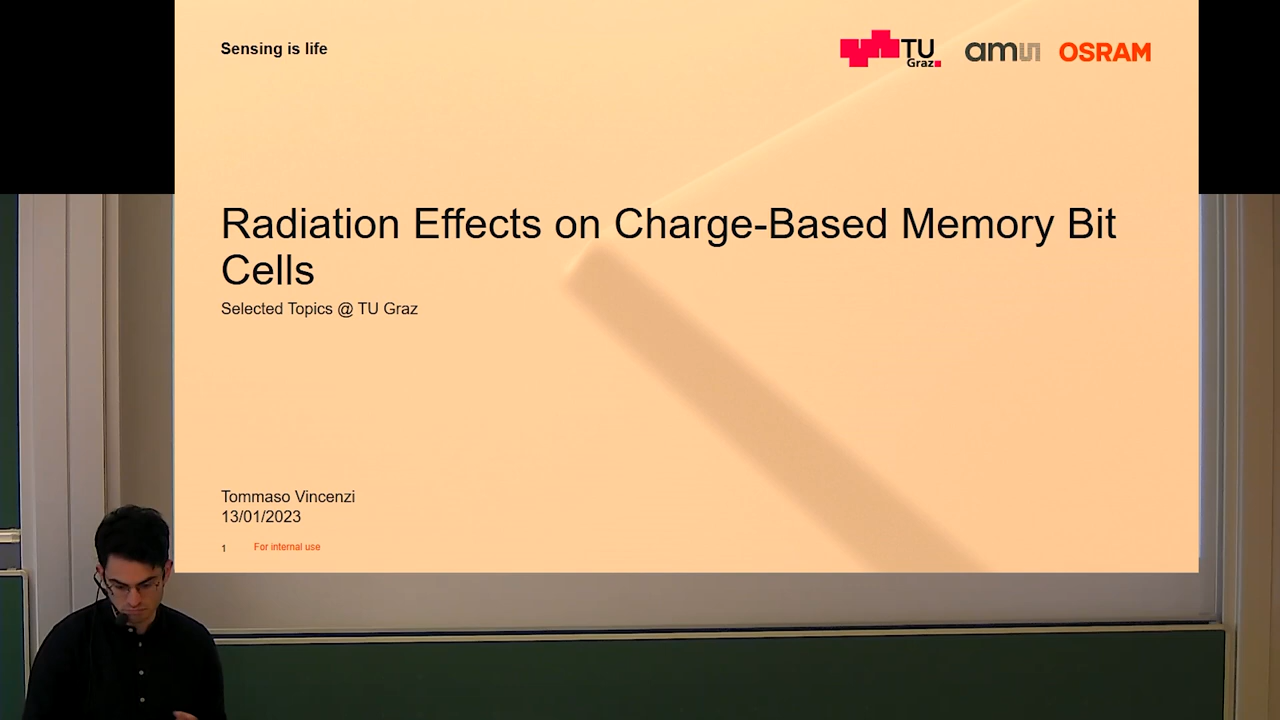 Sensing is life
TU
Graz
amu
OSRAM
Radiation Effects on Charge-Based Memory Bit
Cells
Selected Topics @ TU Graz
Tommaso Vincenzi
13/01/2023
1 For internal use